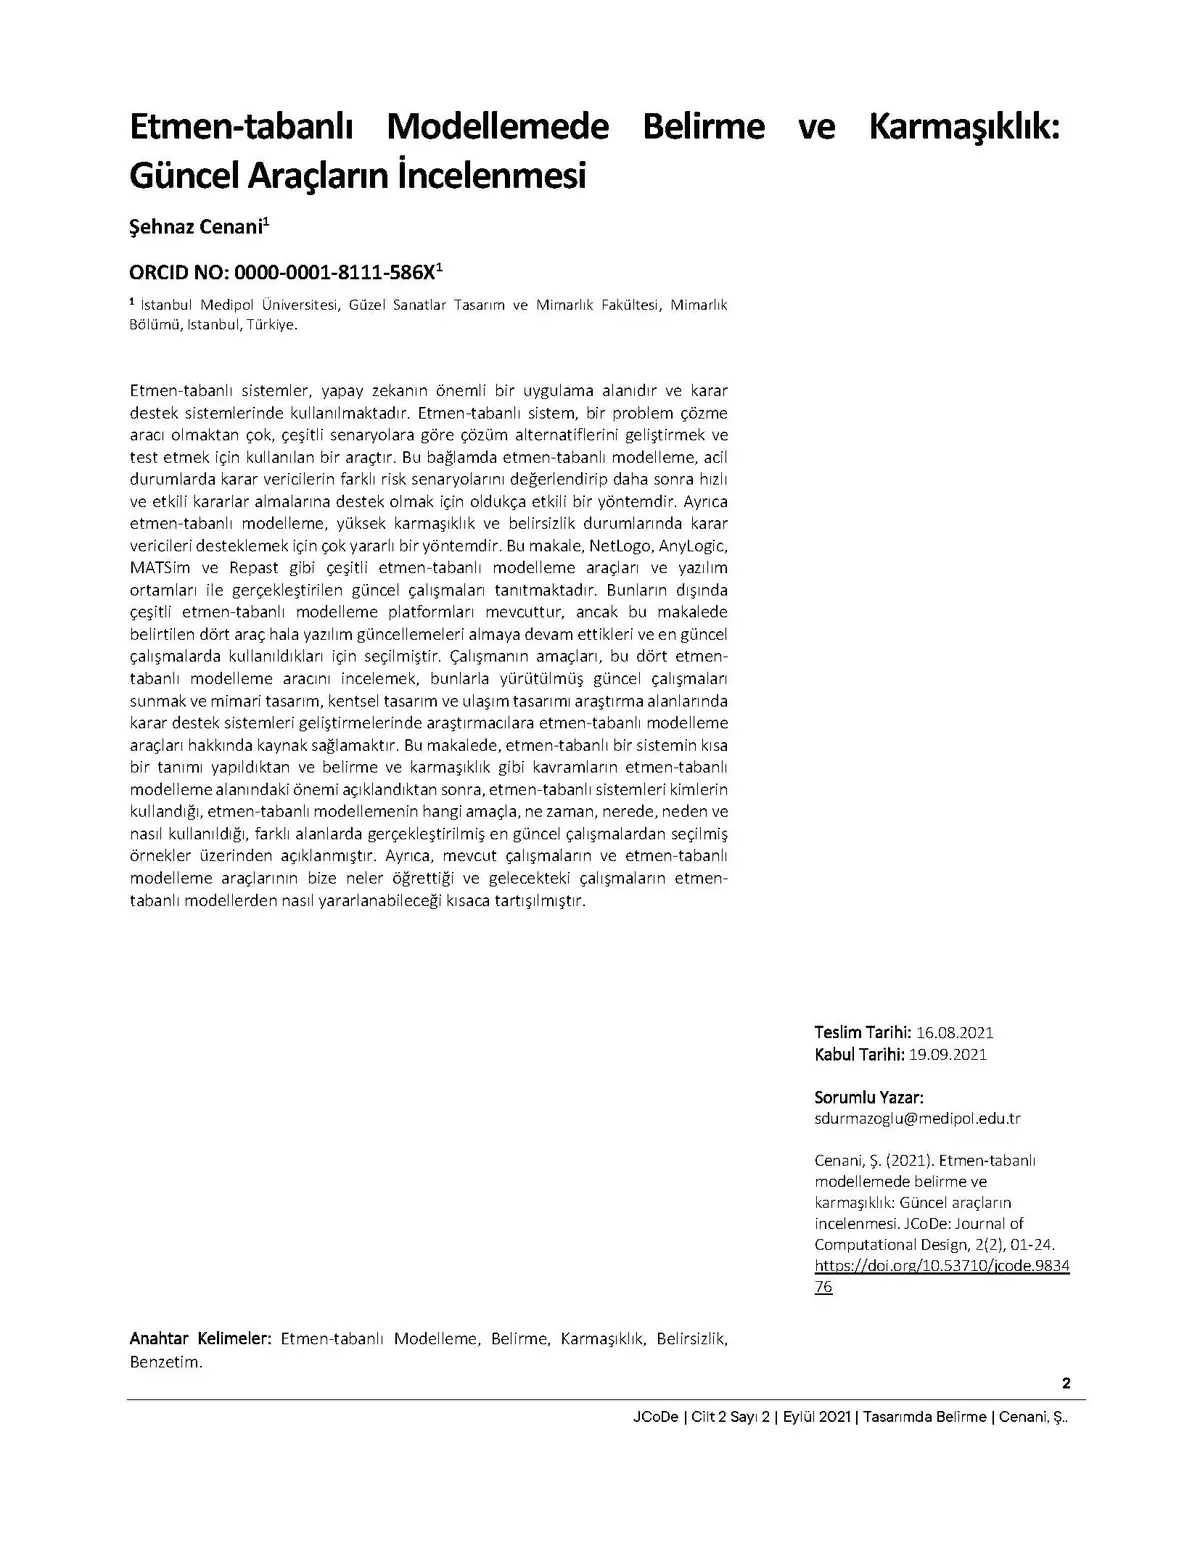 Etmen-tabanlı Modellemede Belirme ve Karmaşıklık:
Güncel Araçların İncelenmesi
Şehnaz Cenani¹
ORCID NO: 0000-0001-8111-586X¹
¹ İstanbul Medipol Üniversitesi, Güzel Sanatlar Tasarım ve Mimarlık Fakültesi, Mimarlık
Bölümü, Istanbul, Türkiye.
Etmen-tabanlı sistemler, yapay zekanın önemli bir uygulama alanıdır ve karar
destek sistemlerinde kullanılmaktadır. Etmen-tabanlı sistem, bir problem çözme
aracı olmaktan çok, çeşitli senaryolara göre çözüm alternatiflerini geliştirmek ve
test etmek için kullanılan bir araçtır. Bu bağlamda etmen-tabanlı modelleme, acil
durumlarda karar vericilerin farklı risk senaryolarını değerlendirip daha sonra hızlı
ve etkili kararlar almalarına destek olmak için oldukça etkili bir yöntemdir. Ayrıca
etmen-tabanlı modelleme, yüksek karmaşıklık ve belirsizlik durumlarında karar
vericileri desteklemek için çok yararlı bir yöntemdir. Bu makale, NetLogo, AnyLogic,
MATSim ve Repast gibi çeşitli etmen-tabanlı modelleme araçları ve yazılım
ortamları ile gerçekleştirilen güncel çalışmaları tanıtmaktadır. Bunların dışında
çeşitli etmen-tabanlı modelleme platformları mevcuttur, ancak bu makalede
belirtilen dört araç hala yazılım güncellemeleri almaya devam ettikleri ve en güncel
çalışmalarda kullanıldıkları için seçilmiştir. Çalışmanın amaçları, bu dört etmen-
tabanlı modelleme aracını incelemek, bunlarla yürütülmüş güncel çalışmaları
sunmak ve mimari tasarım, kentsel tasarım ve ulaşım tasarımı araştırma alanlarında
karar destek sistemleri geliştirmelerinde araştırmacılara etmen-tabanlı modelleme
araçları hakkında kaynak sağlamaktır. Bu makalede, etmen-tabanlı bir sistemin kısa
bir tanımı yapıldıktan ve belirme ve karmaşıklık gibi kavramların etmen-tabanlı
modelleme alanındaki önemi açıklandıktan sonra, etmen-tabanlı sistemleri kimlerin
kullandığı, etmen-tabanlı modellemenin hangi amaçla, ne zaman, nerede, neden ve
nasıl kullanıldığı, farklı alanlarda gerçekleştirilmiş en güncel çalışmalardan seçilmiş
örnekler üzerinden açıklanmıştır. Ayrıca, mevcut çalışmaların ve etmen-tabanlı
modelleme araçlarının bize neler öğrettiği ve gelecekteki çalışmaların etmen-
tabanlı modellerden nasıl yararlanabileceği kısaca tartışılmıştır.
Teslim Tarihi: 16.08.2021
Kabul Tarihi: 19.09.2021
Sorumlu Yazar:
sdurmazoglu@medipol.edu.tr
Cenani, Ş. (2021). Etmen-tabanlı
modellemede belirme ve
karmaşıklık: Güncel araçların
incelenmesi. JCoDe: Journal of
Computational Design, 2(2), 01-24.
https://doi.org/10.53710/jcode.9834
76
Anahtar Kelimeler: Etmen-tabanlı Modelleme, Belirme, Karmaşıklık, Belirsizlik,
Benzetim.
2
JCoDe | Cilt 2 Sayı 2 | Eylül 2021 | Tasarımda Belirme | Cenani, Ş..